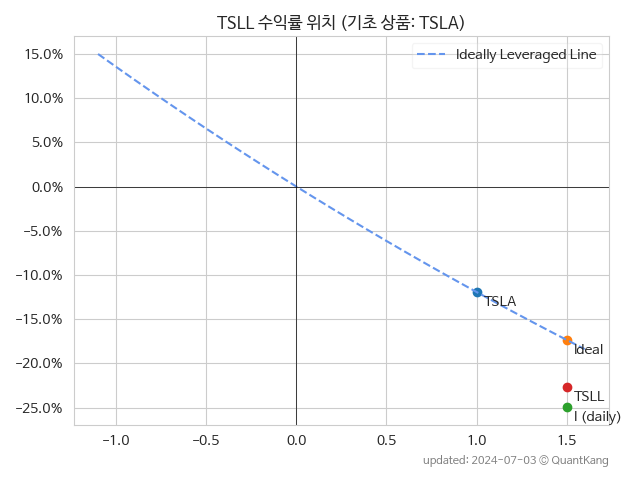 TSLL 수익률 위치 (기초 상품: TSLA)
Ideally Leveraged Line
15.0%
10.0%
5.0%
0.0%
−5.0%
−10.0%
−15.0%
−20.0%
−25.0%
TSLA
Ideal
TSLL
I (daily)
−1.0
−0.5
0.0
0.5
1.0
1.5
updated: 2024-07-03 © QuantKang